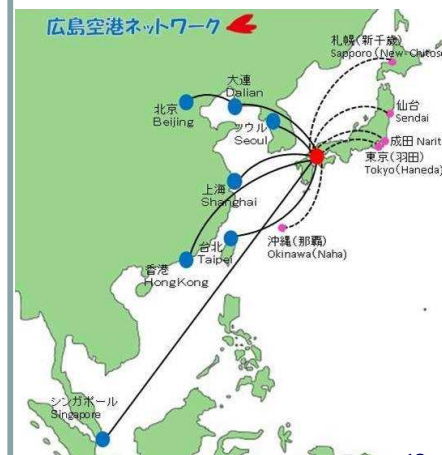 広島空港ネットワーク
札幌(新千歳)
Sapporo(New-Chitose
大連
Dalian
仙台
Sendai
北京
Beijing
ソウル
Seoul
成田 Narit
東京(羽田)
Tokyo(Haneda)
上海
Shanghai
沖縄(那覇)
Okinawa(Naha)
台北
Taipei
香港
HongKong
シンガポール
Singapore